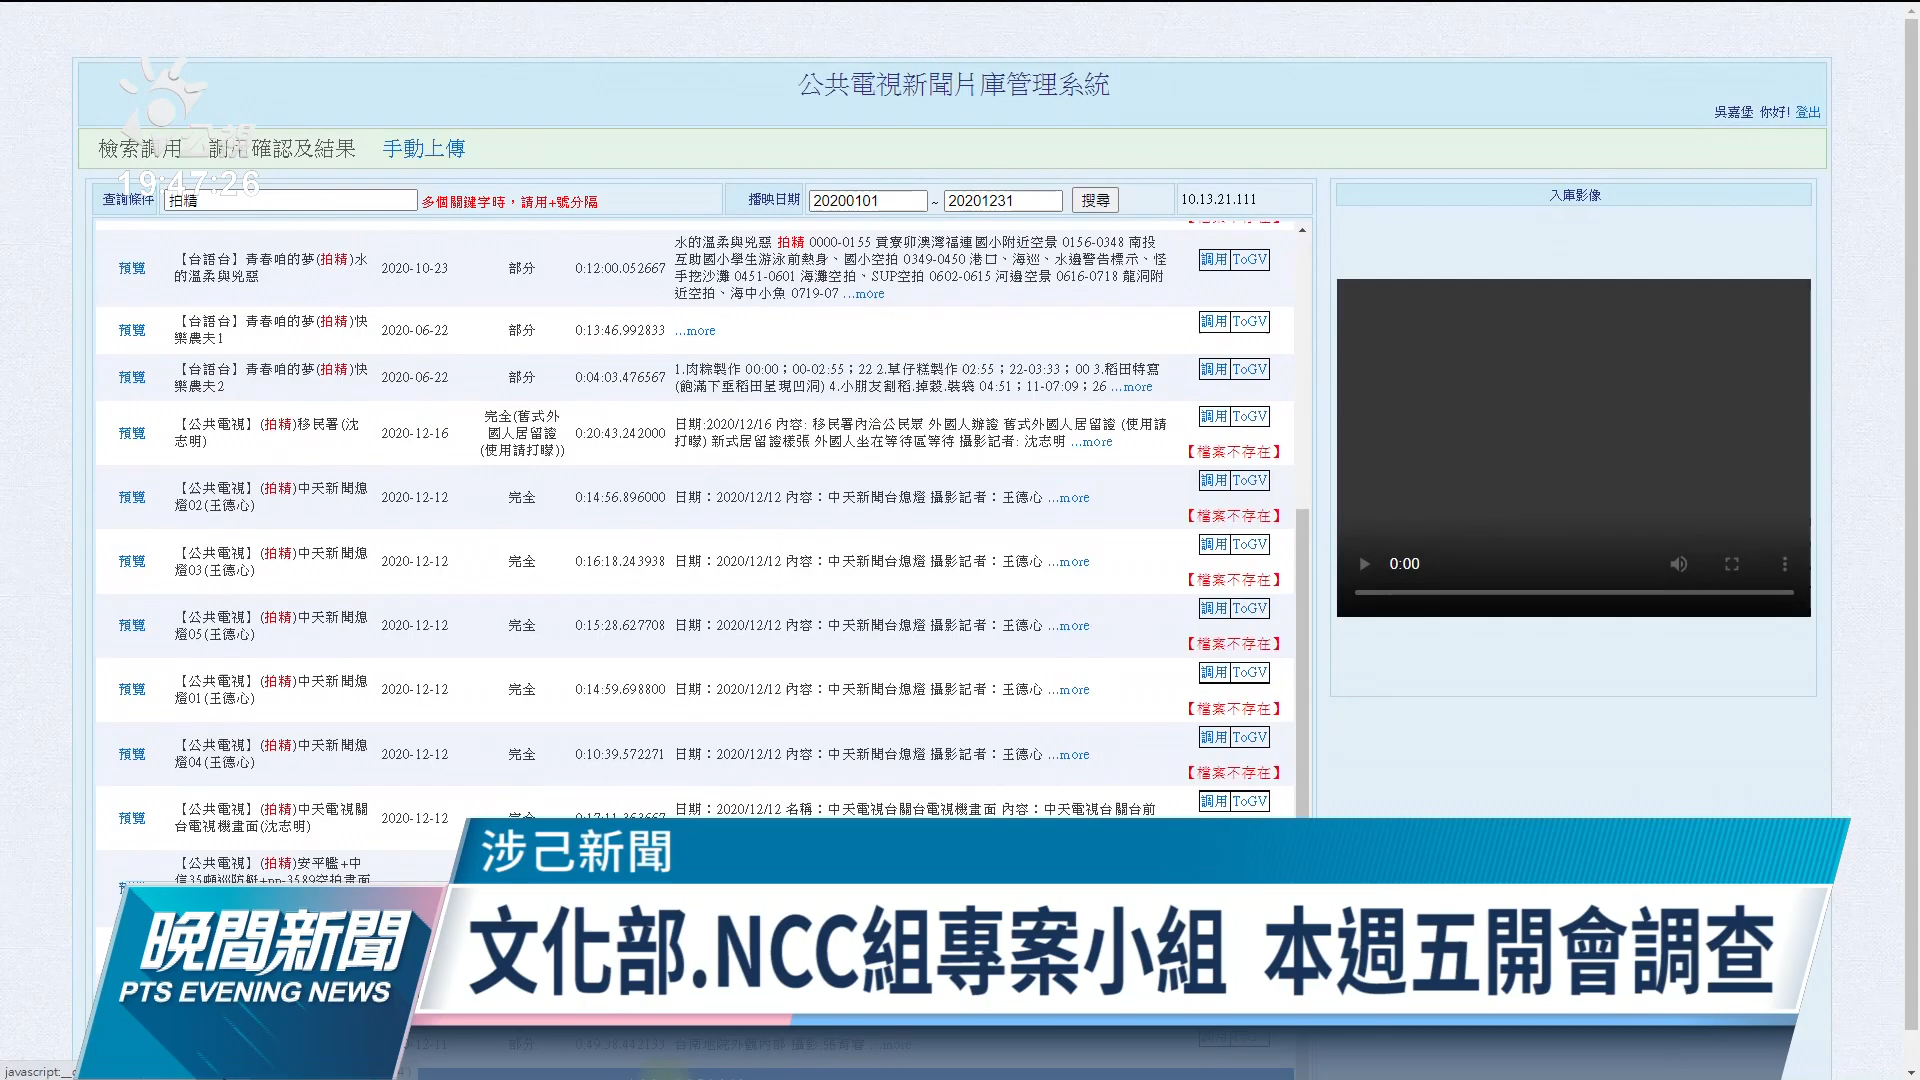 公共電視新聞片庫管理系統
吳嘉堡 你好! 登出
公視
檢索調用 調用確認及結果 手動上傳
19:47:26
查詢條件 拍精 多個關鍵字時，請用+號分隔 播映日期 20200101 ~ 20201231 搜尋 10.13.21.111
入庫影像
預覽 【台語台】青春咱的夢(拍精)水的溫柔與兇惡 2020-10-23 部分 0:12:00.052667
水的溫柔與兇惡 拍精 0000-0155 貢寮卯澳灣福連國小附近空景 0156-0348 南投
互助國小學生游泳前熱身、國小空拍 0349-0450 港口、海巡、水邊警告標示、怪
手挖沙灘 0451-0601 海灘空拍、SUP空拍 0602-0615 河邊空景 0616-0718 龍洞附
近空拍、海中小魚 0719-07 ...more
調用 ToGV
預覽 【台語台】青春咱的夢(拍精)快樂農夫1 2020-06-22 部分 0:13:46.992833 ...more 調用 ToGV
預覽 【台語台】青春咱的夢(拍精)快樂農夫2 2020-06-22 部分 0:04:03.476567
1.肉粽製作 00:00；00-02:55；22 2.草仔粿製作 02:55；22-03:33；00 3.稻田特寫
(飽滿下垂稻田呈現凹洞) 4.小朋友割稻.掉穀.裝袋 04:51；11-07:09；26 ...more
調用 ToGV
預覽 【公共電視】(拍精)移民署(沈志明) 2020-12-16 完全(舊式外國人居留證(使用請打矇)) 0:20:43.242000
日期:2020/12/16 內容: 移民署內洽公民眾 外國人辦證 舊式外國人居留證 (使用請
打矇) 新式居留證樣張 外國人坐在等待區等待 攝影記者: 沈志明 ...more
調用 ToGV
【檔案不存在】
預覽 【公共電視】(拍精)中天新聞熄燈02(王德心) 2020-12-12 完全 0:14:56.896000 日期：2020/12/12 內容：中天新聞台熄燈 攝影記者：王德心 ...more 調用 ToGV
【檔案不存在】
預覽 【公共電視】(拍精)中天新聞熄燈03(王德心) 2020-12-12 完全 0:16:18.243938 日期：2020/12/12 內容：中天新聞台熄燈 攝影記者：王德心 ...more 調用 ToGV
【檔案不存在】
預覽 【公共電視】(拍精)中天新聞熄燈05(王德心) 2020-12-12 完全 0:15:28.627708 日期：2020/12/12 內容：中天新聞台熄燈 攝影記者：王德心 ...more 調用 ToGV
【檔案不存在】
預覽 【公共電視】(拍精)中天新聞熄燈01(王德心) 2020-12-12 完全 0:14:59.698800 日期：2020/12/12 內容：中天新聞台熄燈 攝影記者：王德心 ...more 調用 ToGV
【檔案不存在】
預覽 【公共電視】(拍精)中天新聞熄燈04(王德心) 2020-12-12 完全 0:10:39.572271 日期：2020/12/12 內容：中天新聞台熄燈 攝影記者：王德心 ...more 調用 ToGV
【檔案不存在】
預覽 【公共電視】(拍精)中天電視關台電視機畫面(沈志明) 2020-12-12 日期：2020/12/12 名稱：中天電視台關台電視機畫面 內容：中天電視台關台前 調用 ToGV
【公共電視】(拍精)安平艦+中
0:00
涉己新聞
文化部.NCC組專案小組 本週五開會調查
晚間新聞
PTS EVENING NEWS